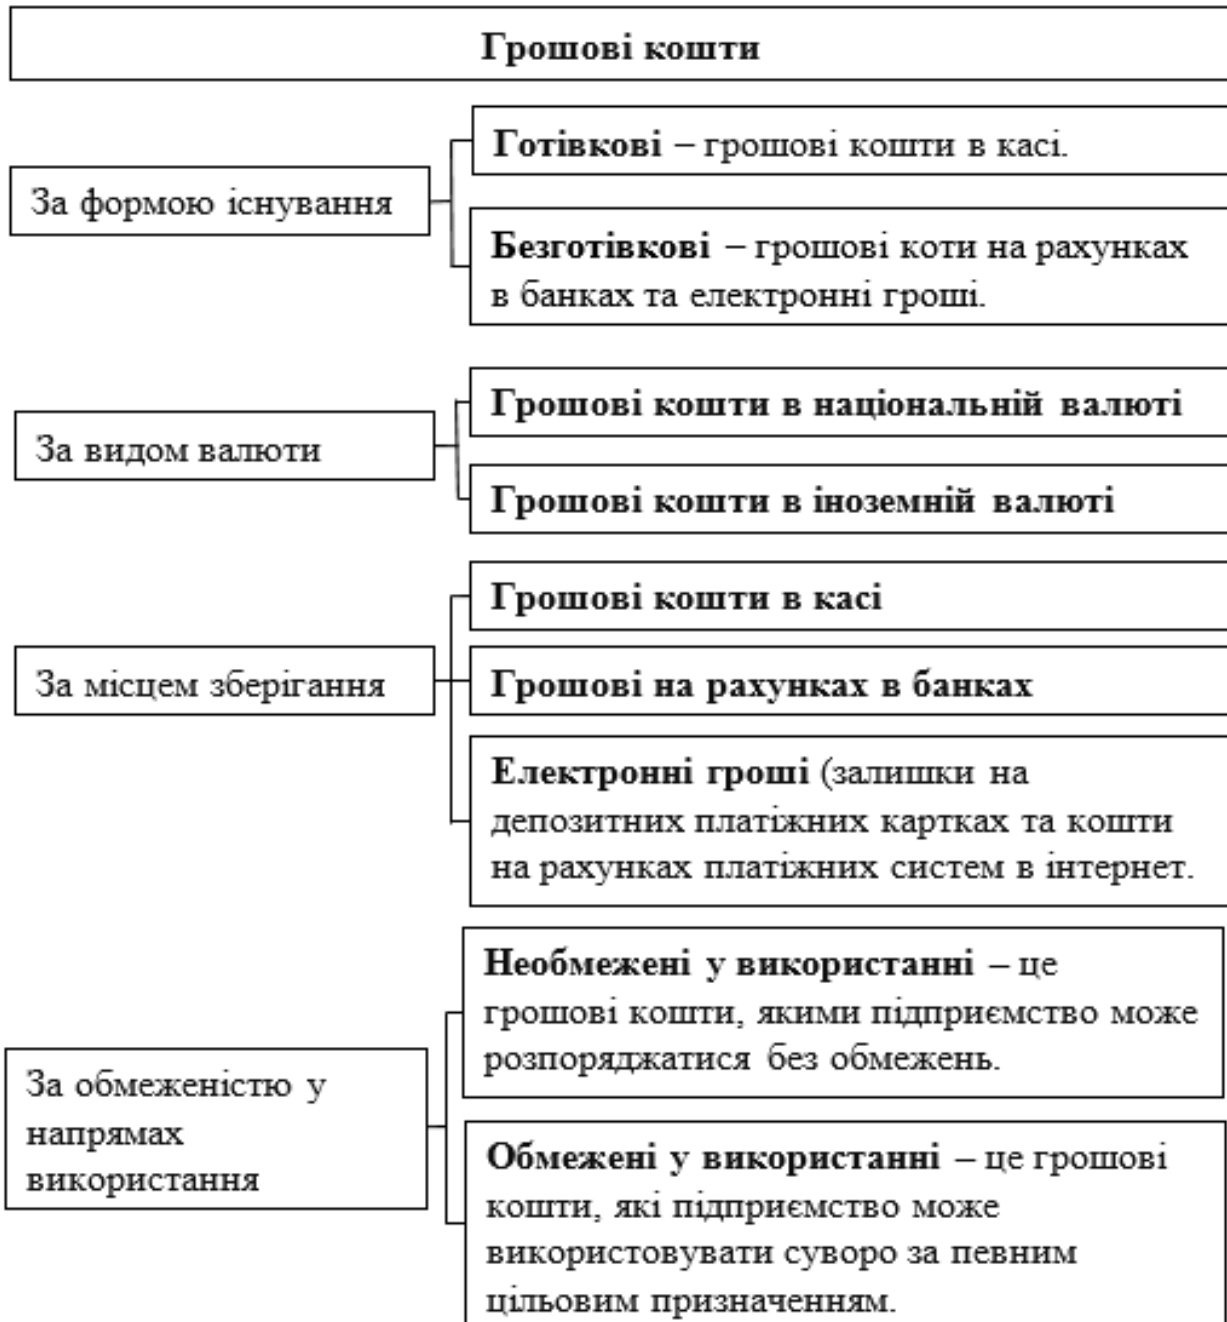 Грошові кошти
За формою існування
Готівкові – грошові кошти в касі.
Безготівкові – грошові коти на рахунках
в банках та електронні гроші.
За видом валюти
Грошові кошти в національній валюті
Грошові кошти в іноземній валюті
За місцем зберігання
Грошові кошти в касі
Грошові на рахунках в банках
Електронні гроші (залишки на
депозитних платіжних картках та кошти
на рахунках платіжних систем в інтернет.
За обмеженістю у
напрямах
використання
Необмежені у використанні – це
грошові кошти, якими підприємство може
розпоряджатися без обмежень.
Обмежені у використанні – це грошові
кошти, які підприємство може
використовувати суворо за певним
цільовим призначенням.